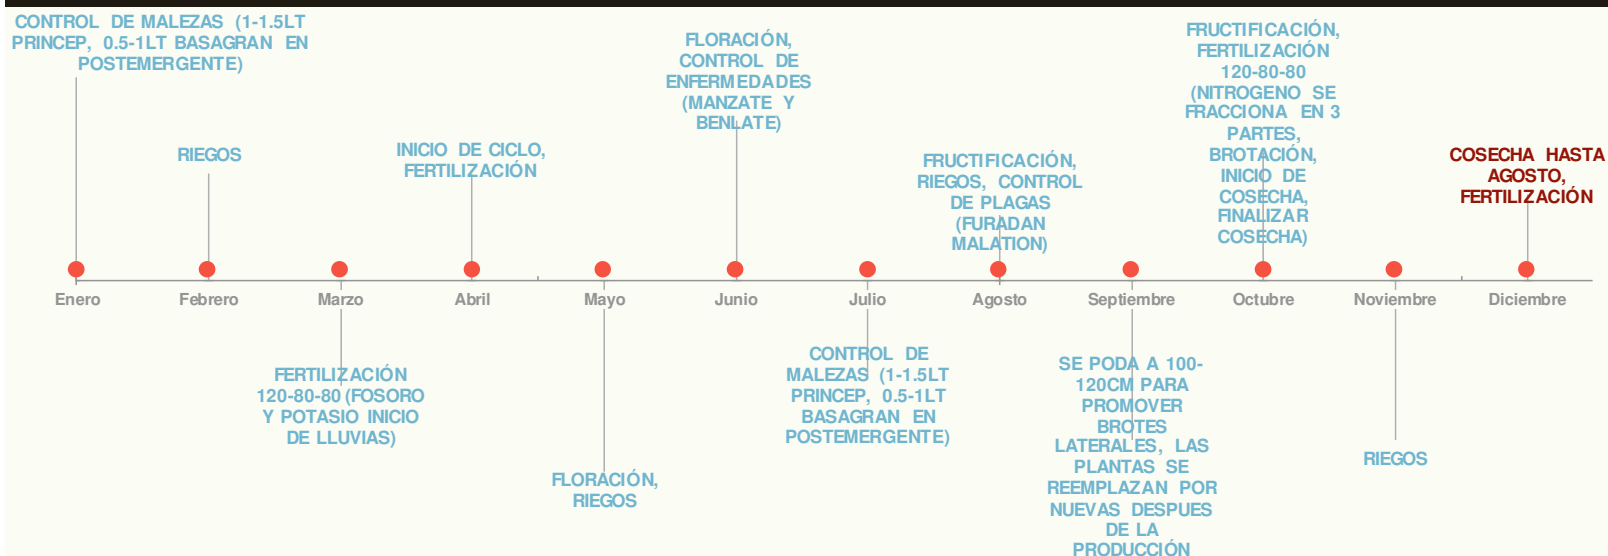 CONTROL DE MALEZAS (1-1.5LT
PRINCEP, 0.5-1LT BASAGRAN EN
POSTEMERGENTE)
RIEGOS
INICIO DE CICLO,
FERTILIZACIÓN
FLORACIÓN,
CONTROL DE
ENFERMEDADES
(MANZATE Y
BENLATE)
FRUCTIFICACIÓN,
RIEGOS, CONTROL
DE PLAGAS
(FURADAN
MALATION)
FRUCTIFICACIÓN,
FERTILIZACIÓN
120-80-80
(NITROGENO SE
FRACCIONA EN 3
PARTES,
BROTACIÓN,
INICIO DE
COSECHA,
FINALIZAR
COSECHA)
COSECHA HASTA
AGOSTO,
FERTILIZACIÓN
Enero Febrero Marzo Abril Mayo Junio Julio Agosto Septiembre Octubre Noviembre Diciembre
FERTILIZACIÓN
120-80-80 (FOSORO
Y POTASIO INICIO
DE LLUVIAS)
FLORACIÓN,
RIEGOS
CONTROL DE
MALEZAS (1-1.5LT
PRINCEP, 0.5-1LT
BASAGRAN EN
POSTEMERGENTE)
SE PODA A 100-
120CM PARA
PROMOVER
BROTES
LATERALES, LAS
PLANTAS SE
REEMPLAZAN POR
NUEVAS DESPUES
DE LA
PRODUCCIÓN
RIEGOS